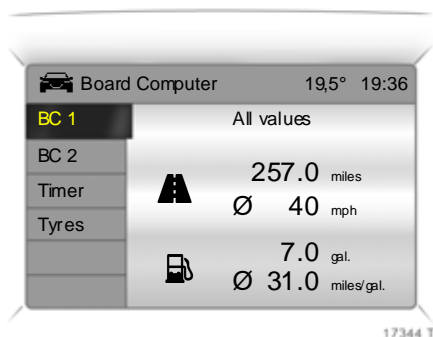 Board Computer 19,5° 19:36
BC 1
All values
BC 2
Timer
Tyres
257.0 miles
Ø 40 mph
7.0 gal.
Ø 31.0 miles/gal.
17344 T